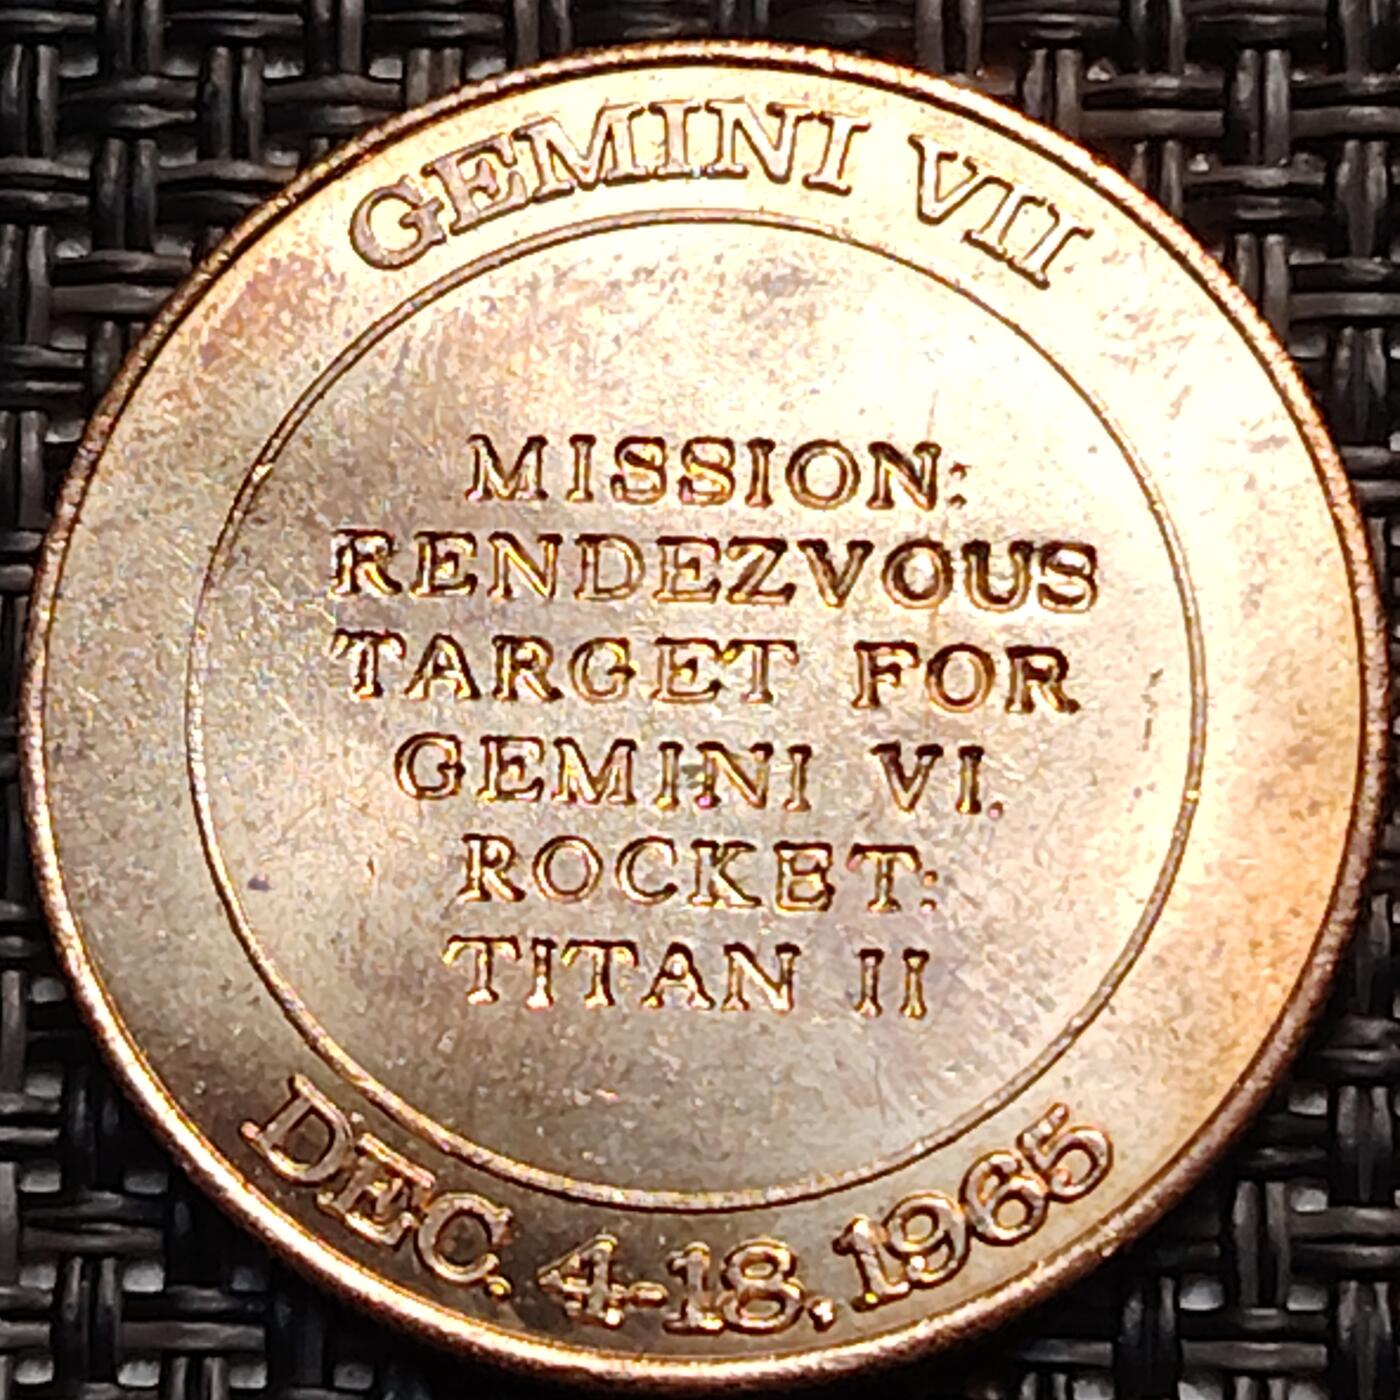 GEMINI VII
MISSION:
RENDEZVOUS
TARGET FOR
GEMINI VI.
ROCKET:
TITAN II
DEC. 4-18, 1965